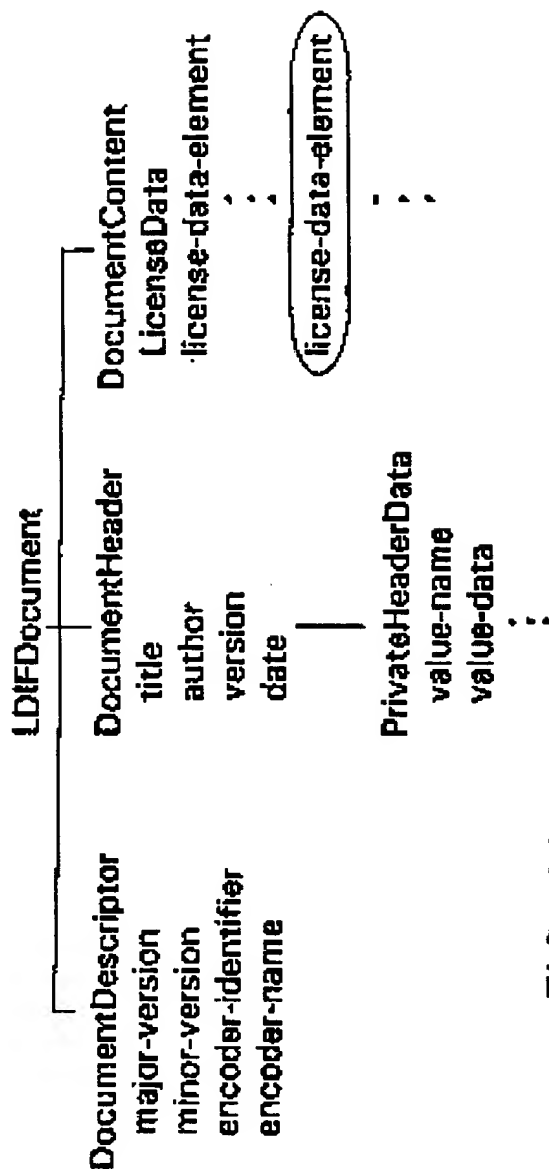 LDIFDocument
DocumentDescriptor
major-version
minor-version
encoder-identifier
encoder-name
DocumentHeader
title
author
version
date
PrivateHeaderData
value-name
value-data
DocumentContent
LicenseData
license-data-element
license-data-element